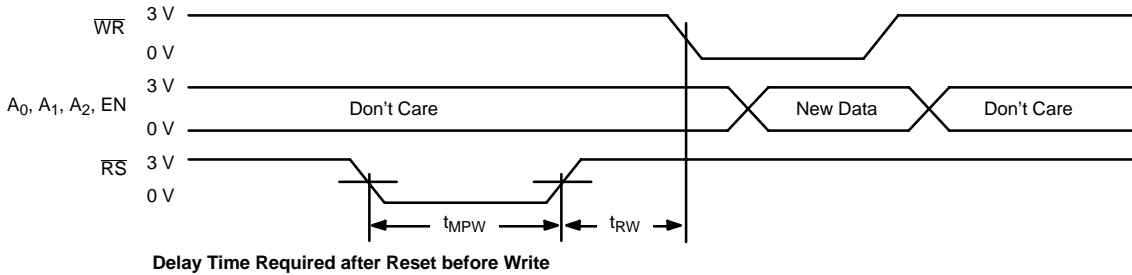 WR 3 V
0 V
A0, A1, A2, EN 3 V Don't Care New Data Don't Care
0 V
RS 3 V
0 V
tMPW tRW
Delay Time Required after Reset before Write